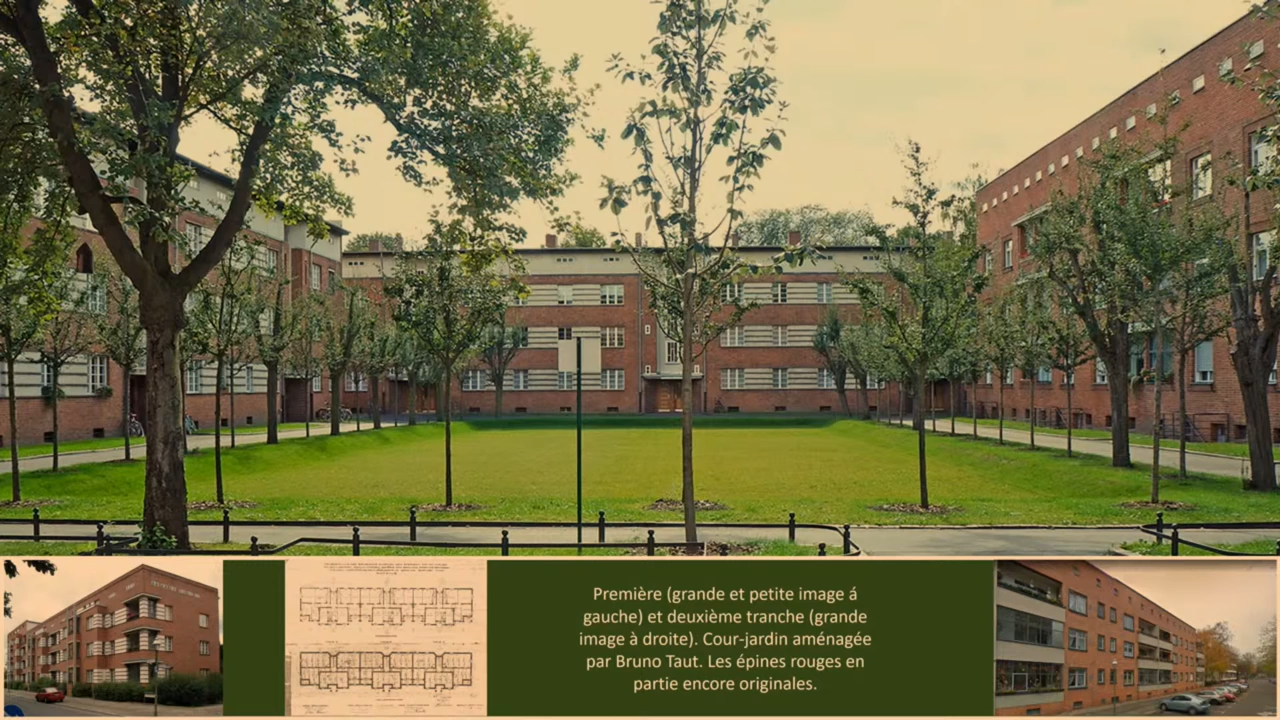 Première (grande et petite image á
gauche) et deuxième tranche (grande
image à droite). Cour-jardin aménagée
par Bruno Taut. Les épines rouges en
partie encore originales.